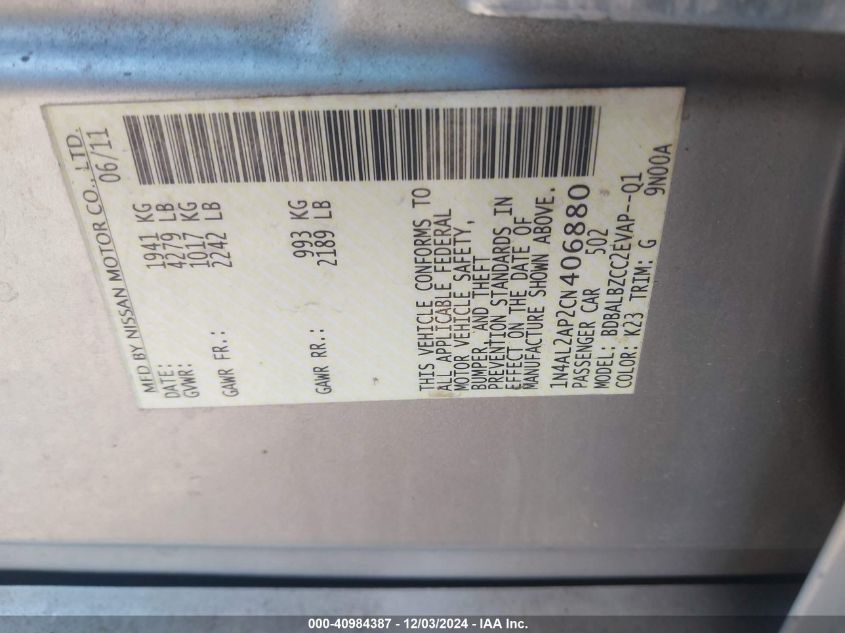 MFD BY NISSAN MOTOR CO., LTD.
DATE: 06/11
GVWR: 1941 KG
4279 LB
GAWR FR.: 1017 KG
2242 LB
GAWR RR.: 993 KG
2189 LB
THIS VEHICLE CONFORMS TO
ALL APPLICABLE FEDERAL
MOTOR VEHICLE SAFETY,
BUMPER, AND THEFT
PREVENTION STANDARDS IN
EFFECT ON THE DATE OF
MANUFACTURE SHOWN ABOVE.
1N4AL2AP2CN406880
PASSENGER CAR 502
MODEL: BDBALBZCC2EVAP--Q1
COLOR: K23 TRIM: G 9N00A
000-40984387 - 12/03/2024 - IAA Inc.